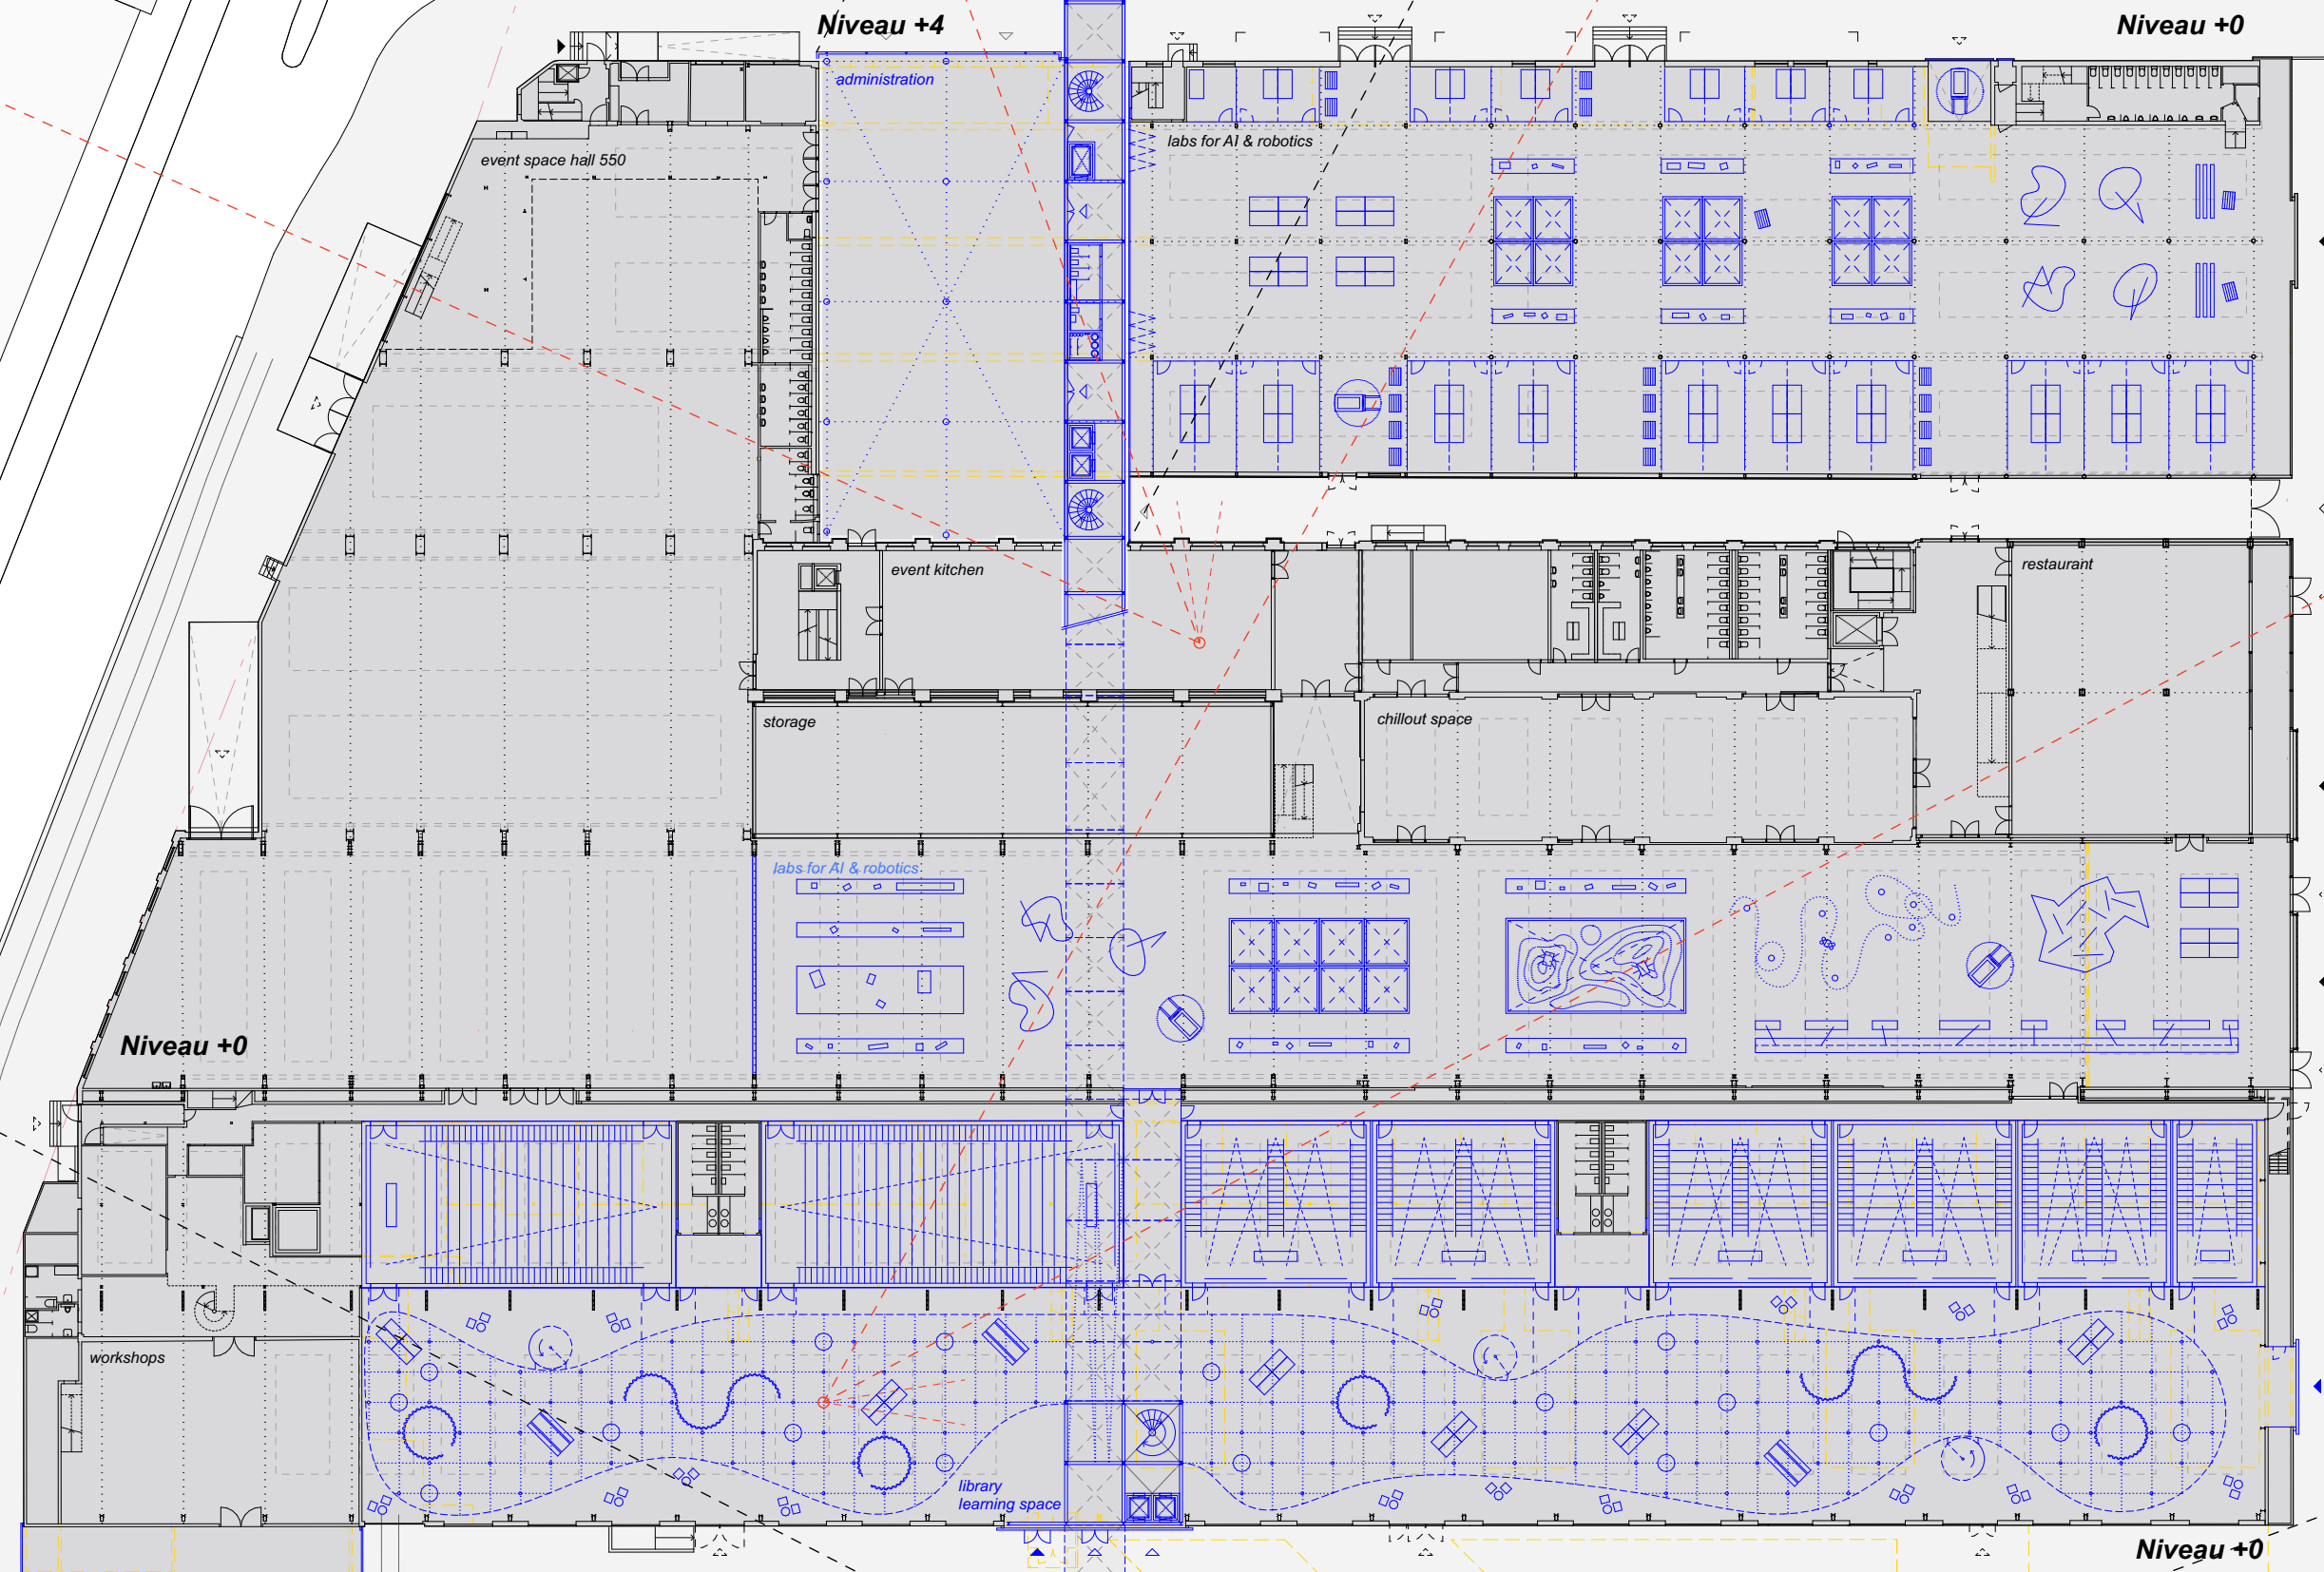 Niveau +4
Niveau +0
administration
labs for AI & robotics
event space hall 550
event kitchen
restaurant
storage
chillout space
labs for AI & robotics
Niveau +0
workshops
library
learning space
Niveau +0